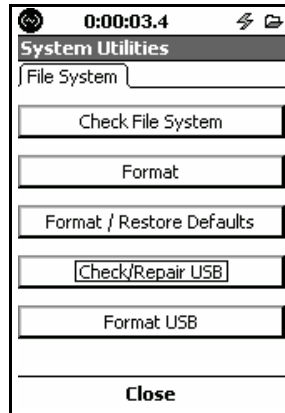 0:00:03.4
System Utilities
File System
Check File System
Format
Format / Restore Defaults
Check/Repair USB
Format USB
Close